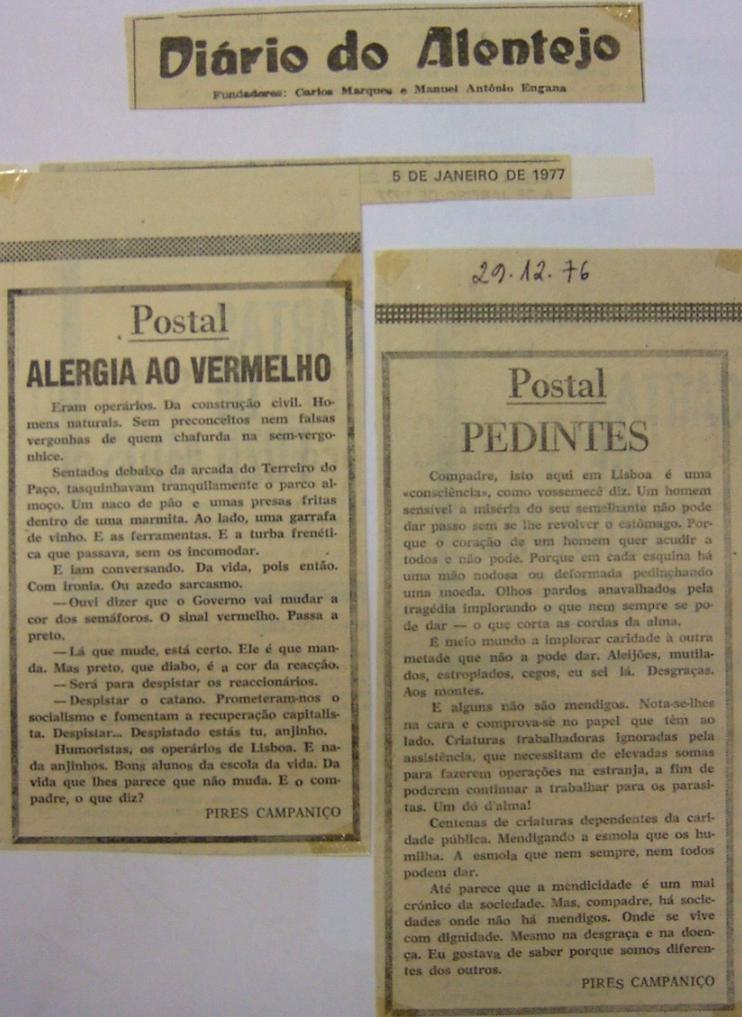 Diário do Alentejo
Fundadores: Carlos Marques e Manuel António Engana
5 DE JANEIRO DE 1977
Postal
ALERGIA AO VERMELHO
Eram operários. Da construção civil. Ho-
mens naturais. Sem preconceitos nem falsas
vergonhas de quem chafurda na sem-vergo-
nhice.
Sentados debaixo da arcada do Terreiro do
Paço, tasquinhavam tranquilamente o parco al-
moço. Um naco de pão e umas presas fritas
dentro de uma marmita. Ao lado, uma garrafa
de vinho. E as ferramentas. E a turba frenéti-
ca que passava, sem os incomodar.
E iam conversando. Da vida, pois então.
Com ironia. Ou azedo sarcasmo.
— Ouvi dizer que o Governo vai mudar a
cor dos semáforos. O sinal vermelho. Passa a
preto.
— Lá que mude, está certo. Ele é que man-
da. Mas preto, que diabo, é a cor da reacção.
— Será para despistar os reaccionários.
— Despistar o catano. Prometeram-nos o
socialismo e fomentam a recuperação capitalis-
ta. Despistar... Despistado estás tu, anjinho.
Humoristas, os operários de Lisboa. E na-
da anjinhos. Bons alunos da escola da vida. Da
vida que lhes parece que não muda. E o com-
padre, o que diz?
PIRES CAMPANIÇO
29.12.76
Postal
PEDINTES
Compadre, isto aqui em Lisboa é uma
«consciência», como vossemecê diz. Um homem
sensível à miséria do seu semelhante não pode
dar passo sem se lhe revolver o estômago. Por-
que o coração de um homem quer acudir a
todos e não pode. Porque em cada esquina há
uma mão nodosa ou deformada pedinchando
uma moeda. Olhos pardos anavalhados pela
tragédia implorando o que nem sempre se po-
de dar — o que corta as cordas da alma.
É meio mundo a implorar caridade à outra
metade que não a pode dar. Aleijões, mutila-
dos, estropiados, cegos, eu sei lá. Desgraças.
Aos montes.
E alguns não são mendigos. Nota-se-lhes
na cara e comprova-se no papel que têm ao
lado. Criaturas trabalhadoras ignoradas pela
assistência, que necessitam de elevadas somas
para fazerem operações na estranja, a fim de
poderem continuar a trabalhar para os parasi-
tas. Um dó d'alma!
Centenas de criaturas dependentes da cari-
dade pública. Mendigando a esmola que os hu-
milha. A esmola que nem sempre, nem todos
podem dar.
Até parece que a mendicidade é um mal
crónico da sociedade. Mas, compadre, há socie-
dades onde não há mendigos. Onde se vive
com dignidade. Mesmo na desgraça e na doen-
ça. Eu gostava de saber porque somos diferen-
tes dos outros.
PIRES CAMPANIÇO